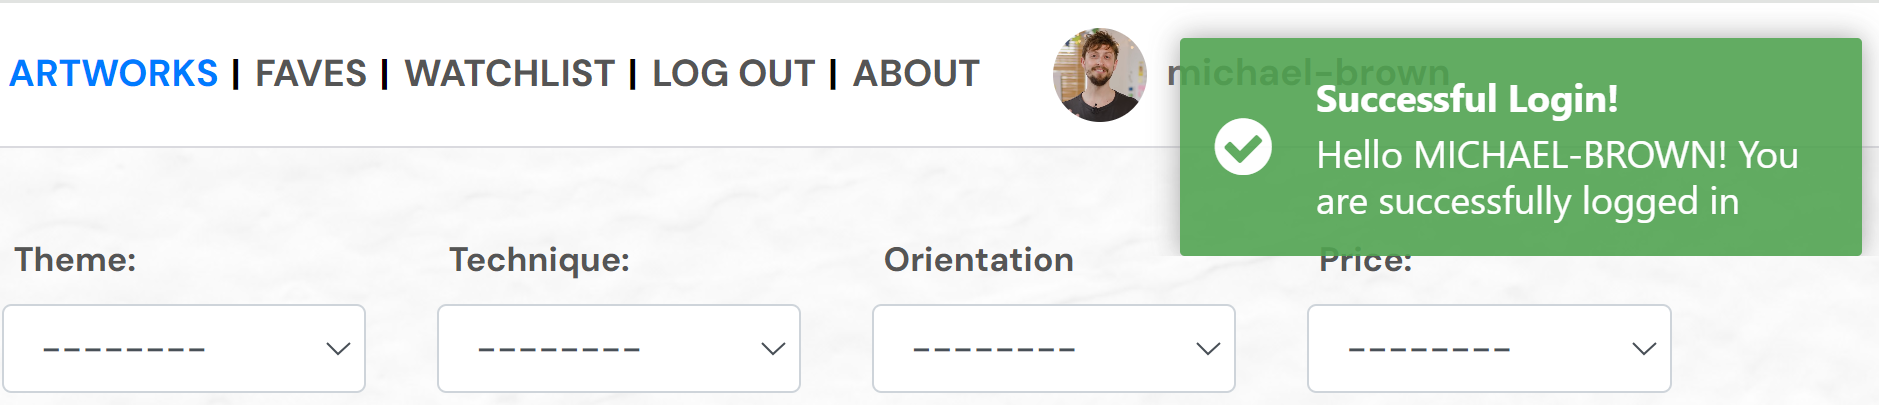 ARTWORKS | FAVES | WATCHLIST | LOG OUT | ABOUT
michael-brown
Successful Login!
Hello MICHAEL-BROWN! You
are successfully logged in
Theme:
Technique:
Orientation
Price:
--------
--------
--------
--------